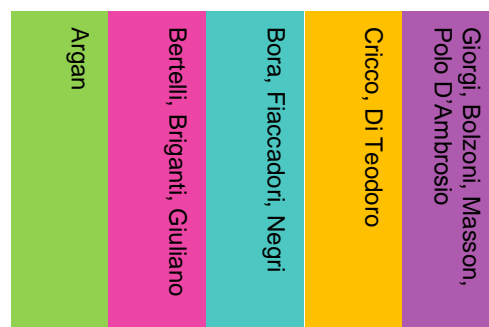 Argan
Bertelli, Briganti, Giuliano
Bora, Fiaccadori, Negri
Cricco, Di Teodoro
Giorgi, Bolzoni, Masson,
Polo D'Ambrosio